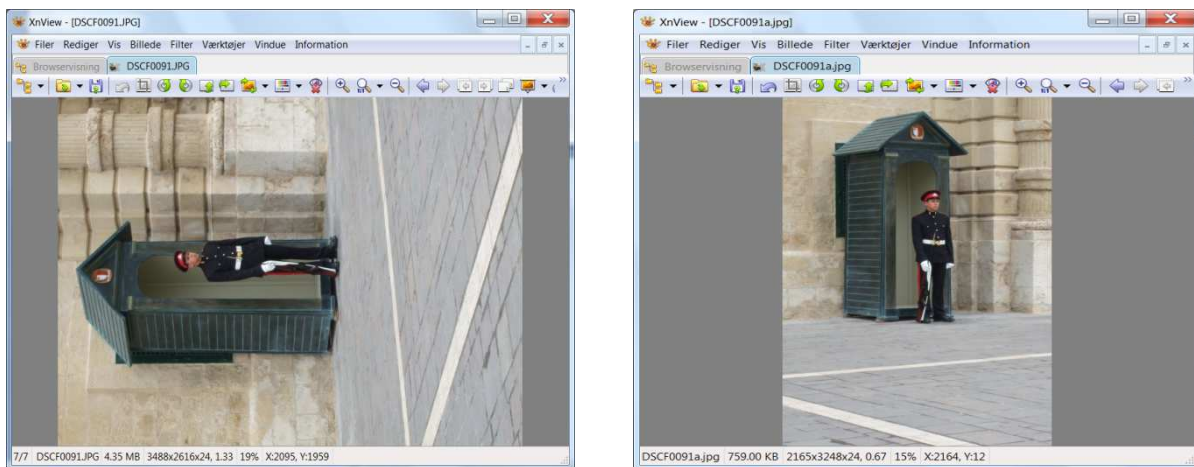 XnView - [DSCF0091.JPG]
Filer Rediger Vis Billede Filter Værktøjer Vindue Information
Browservisning DSCF0091.JPG
7/7 DSCF0091.JPG 4.35 MB 3488x2616x24, 1.33 19% X:2095, Y:1959
XnView - [DSCF0091a.jpg]
Filer Rediger Vis Billede Filter Værktøjer Vindue Information
Browservisning DSCF0091a.jpg
DSCF0091a.jpg 759.00 KB 2165x3248x24, 0.67 15% X:2164, Y:12